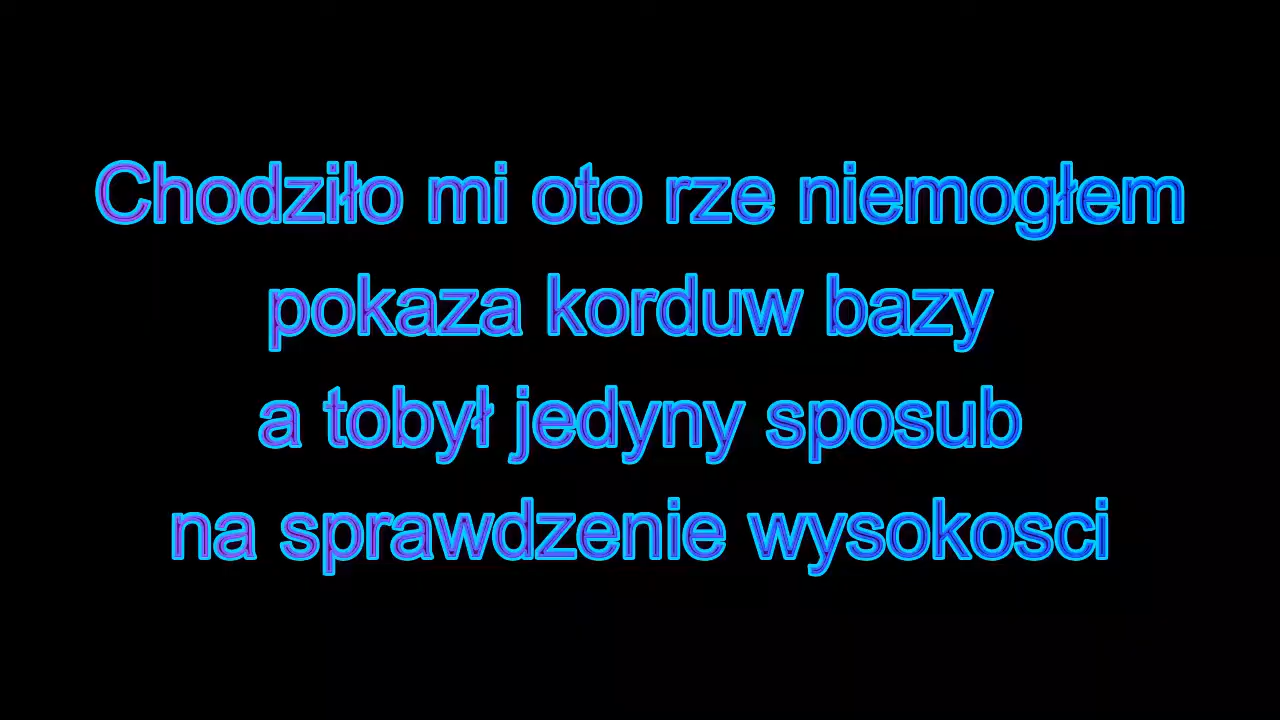 Chodziło mi oto rze niemogłem
pokaza korduw bazy
a tobył jedyny sposub
na sprawdzenie wysokosci